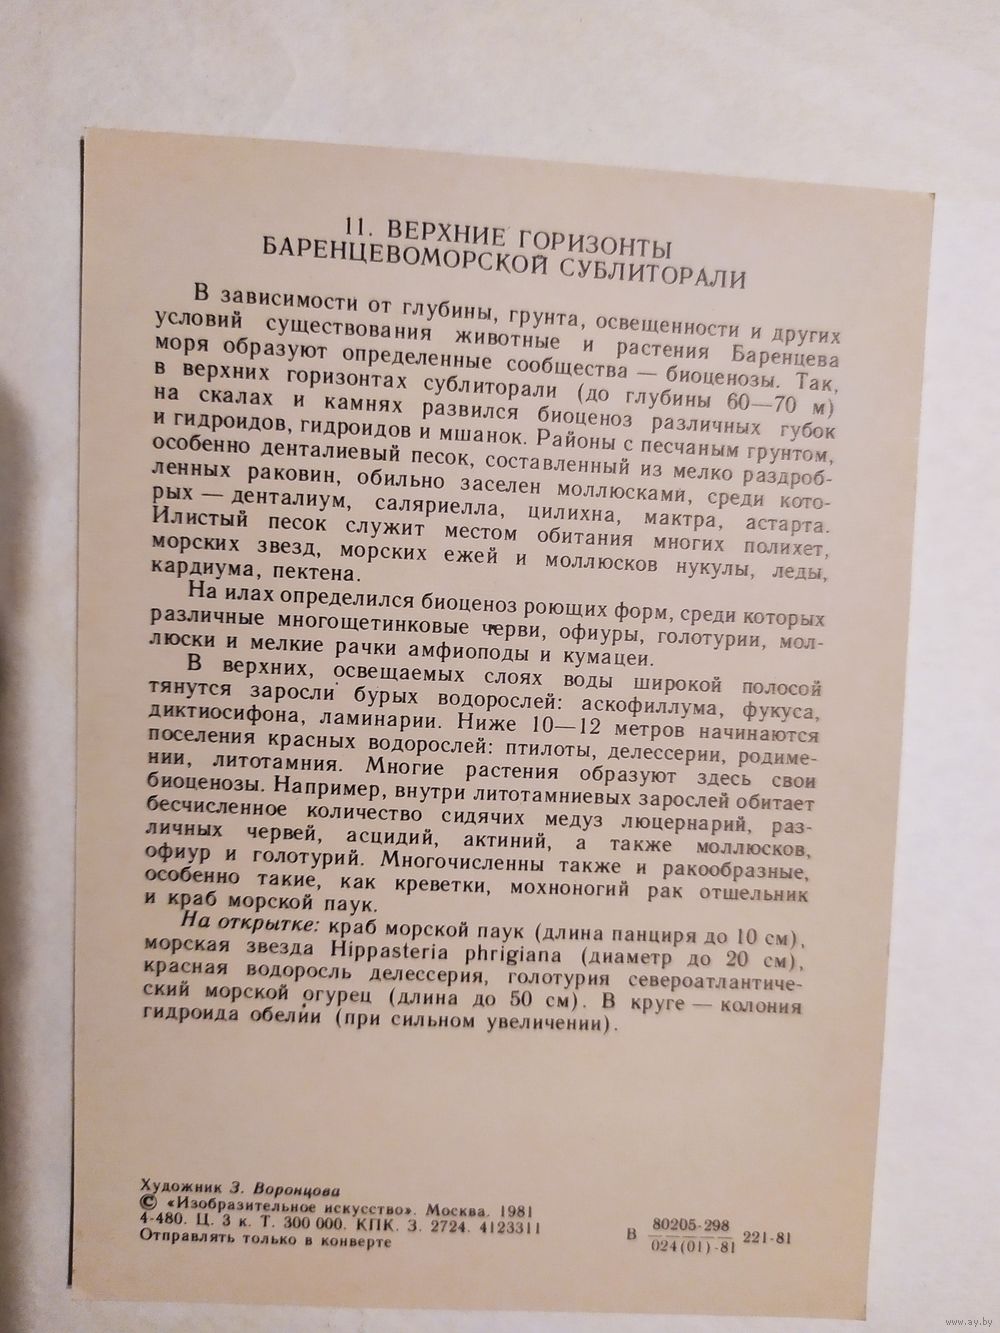 11. ВЕРХНИЕ ГОРИЗОНТЫ
БАРЕНЦЕВОМОРСКОЙ СУБЛИТОРАЛИ
В зависимости от глубины, грунта, освещенности и других
условий существования животные и растения Баренцева
моря образуют определенные сообщества — биоценозы. Так,
в верхних горизонтах сублиторали (до глубины 60—70 м)
на скалах и камнях развился биоценоз различных губок
и гидроидов, гидроидов и мшанок. Районы с песчаным грунтом,
особенно денталиевый песок, составленный из мелко раздроб-
ленных раковин, обильно заселен моллюсками, среди кото-
рых — денталиум, саляриелла, цилихна, мактра, астарта.
Илистый песок служит местом обитания многих полихет,
морских звезд, морских ежей и моллюсков нукулы, леды,
кардиума, пектена.
На илах определился биоценоз роющих форм, среди которых
различные многощетинковые черви, офиуры, голотурии, мол-
люски и мелкие рачки амфиоподы и кумацеи.
В верхних, освещаемых слоях воды широкой полосой
тянутся заросли бурых водорослей: аскофиллума, фукуса,
диктиосифона, ламинарии. Ниже 10—12 метров начинаются
поселения красных водорослей: птилоты, делессерии, родиме-
нии, литотамния. Многие растения образуют здесь свои
биоценозы. Например, внутри литотамниевых зарослей обитает
бесчисленное количество сидячих медуз люцернарий, раз-
личных червей, асцидий, актиний, а также моллюсков,
офиур и голотурий. Многочисленны также и ракообразные,
особенно такие, как креветки, мохноногий рак отшельник
и краб морской паук.
На открытке: краб морской паук (длина панциря до 10 см),
морская звезда Hippasteria phrigiana (диаметр до 20 см),
красная водоросль делессерия, голотурия североатлантиче-
ский морской огурец (длина до 50 см). В круге — колония
гидроида обелии (при сильном увеличении).
Художник З. Воронцова
© «Изобразительное искусство». Москва. 1981
4-480. Ц. 3 к. Т. 300 000. КПК. З. 2724. 4123311
Отправлять только в конверте
В 80205-298 221-81
024(01)-81
www.ay.by